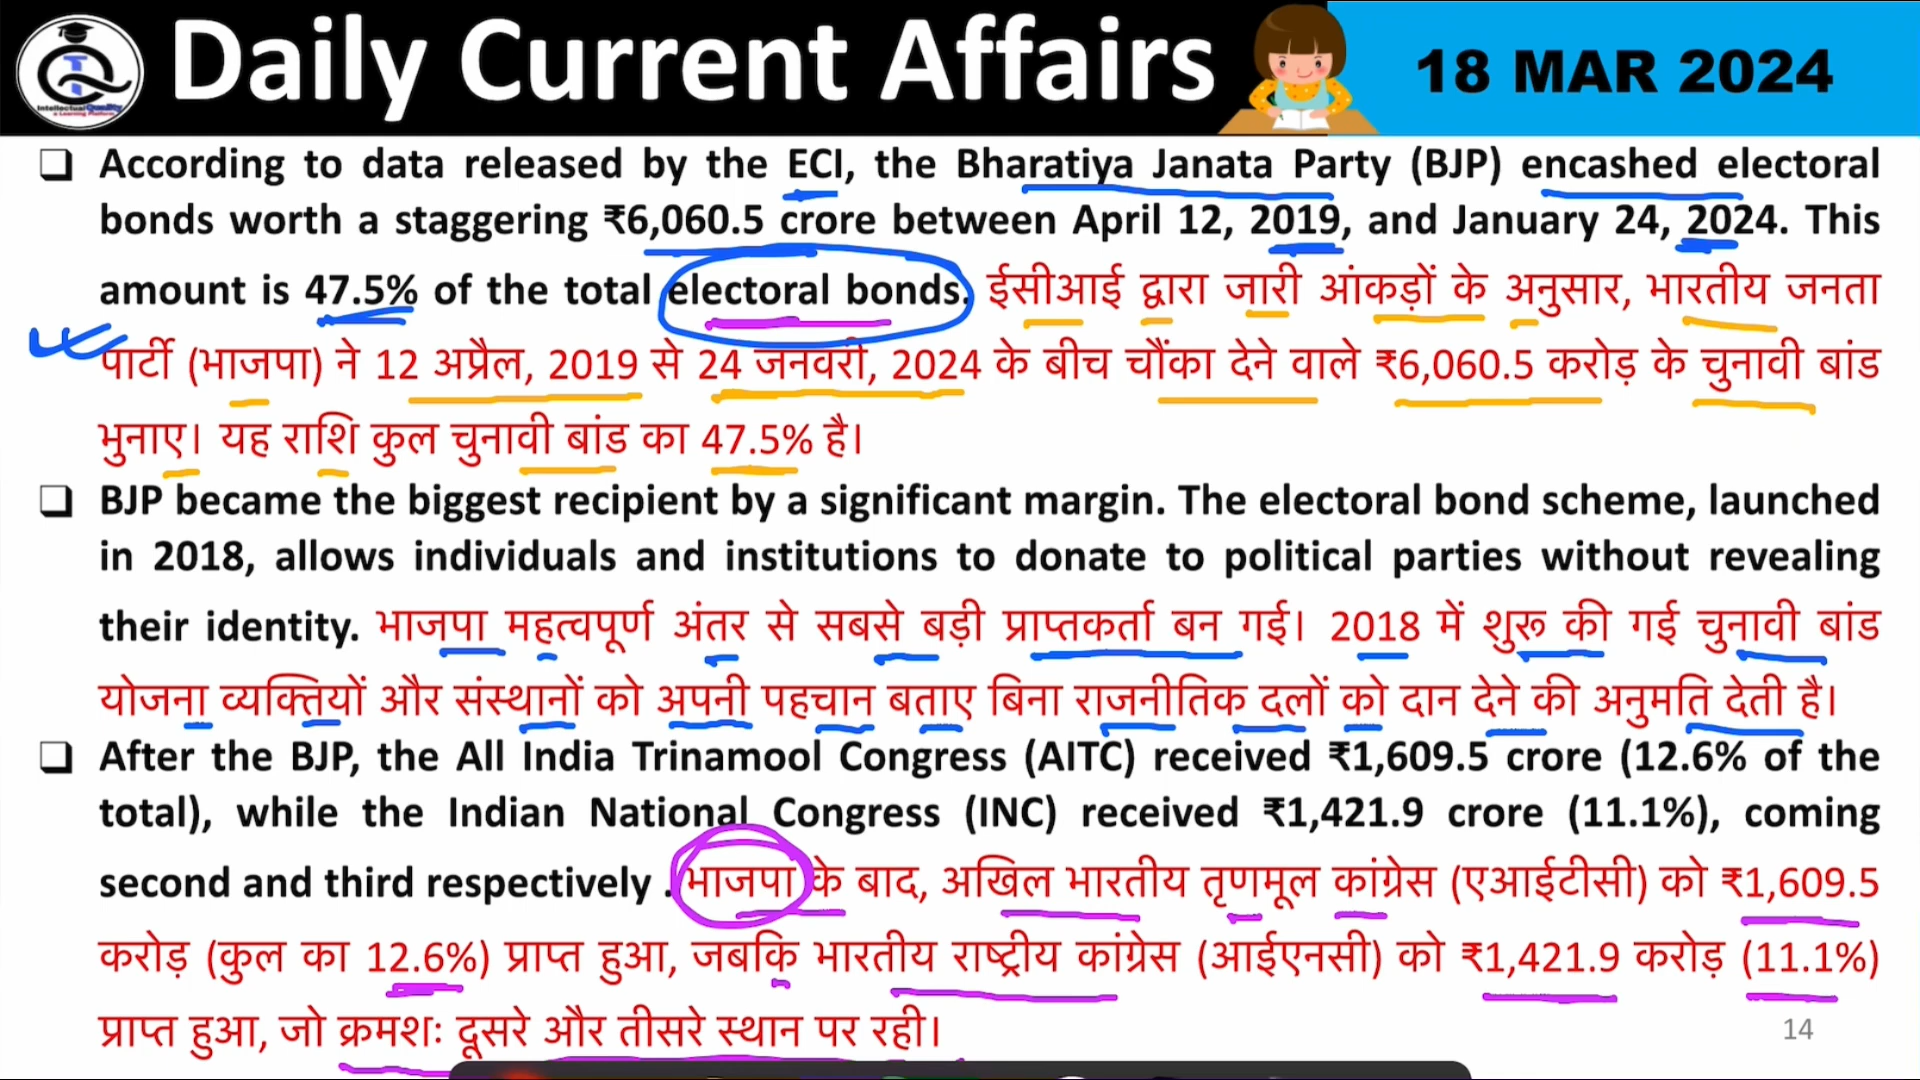 Daily Current Affairs
18 MAR 2024
Intellectual Quality
a Learning Platform
❑ According to data released by the ECI, the Bharatiya Janata Party (BJP) encashed electoral
bonds worth a staggering ₹6,060.5 crore between April 12, 2019, and January 24, 2024. This
amount is 47.5% of the total electoral bonds. ईसीआई द्वारा जारी आंकड़ों के अनुसार, भारतीय जनता
पार्टी (भाजपा) ने 12 अप्रैल, 2019 से 24 जनवरी, 2024 के बीच चौंका देने वाले ₹6,060.5 करोड़ के चुनावी बांड
भुनाए। यह राशि कुल चुनावी बांड का 47.5% है।
❑ BJP became the biggest recipient by a significant margin. The electoral bond scheme, launched
in 2018, allows individuals and institutions to donate to political parties without revealing
their identity. भाजपा महत्वपूर्ण अंतर से सबसे बड़ी प्राप्तकर्ता बन गई। 2018 में शुरू की गई चुनावी बांड
योजना व्यक्तियों और संस्थानों को अपनी पहचान बताए बिना राजनीतिक दलों को दान देने की अनुमति देती है।
❑ After the BJP, the All India Trinamool Congress (AITC) received ₹1,609.5 crore (12.6% of the
total), while the Indian National Congress (INC) received ₹1,421.9 crore (11.1%), coming
second and third respectively . भाजपा के बाद, अखिल भारतीय तृणमूल कांग्रेस (एआईटीसी) को ₹1,609.5
करोड़ (कुल का 12.6%) प्राप्त हुआ, जबकि भारतीय राष्ट्रीय कांग्रेस (आईएनसी) को ₹1,421.9 करोड़ (11.1%)
प्राप्त हुआ, जो क्रमशः दूसरे और तीसरे स्थान पर रही।
14